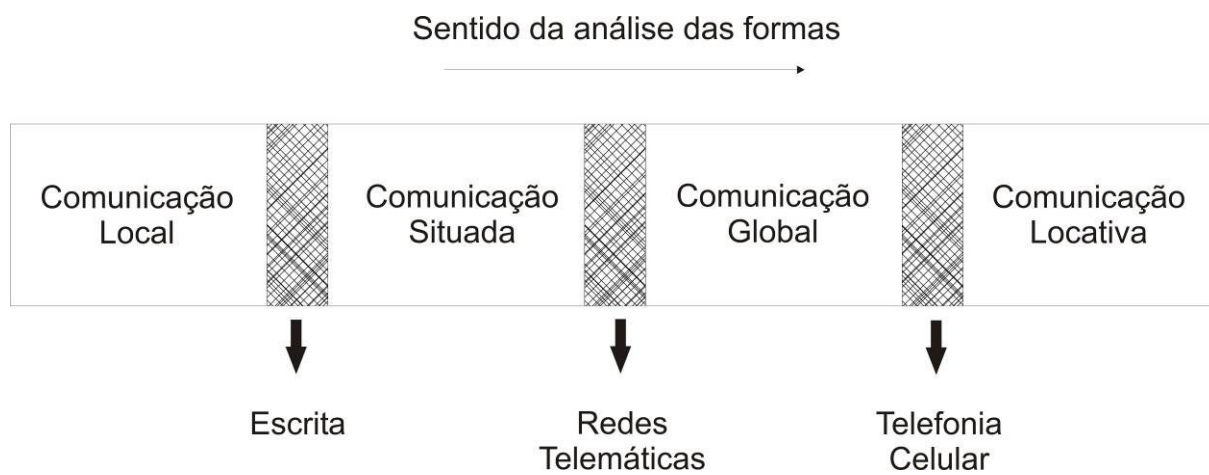 Sentido da análise das formas
Comunicação
Local
Comunicação
Situada
Comunicação
Global
Comunicação
Locativa
Escrita
Redes
Telemáticas
Telefonia
Celular